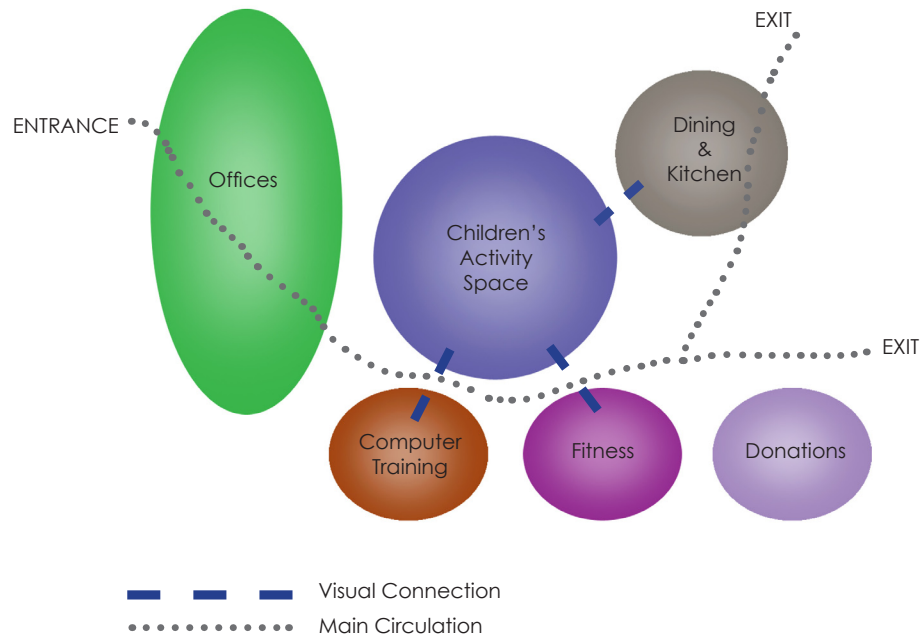 EXIT
ENTRANCE
Offices
Dining
&
Kitchen
Children’s
Activity
Space
EXIT
Computer
Training
Fitness
Donations
Visual Connection
Main Circulation